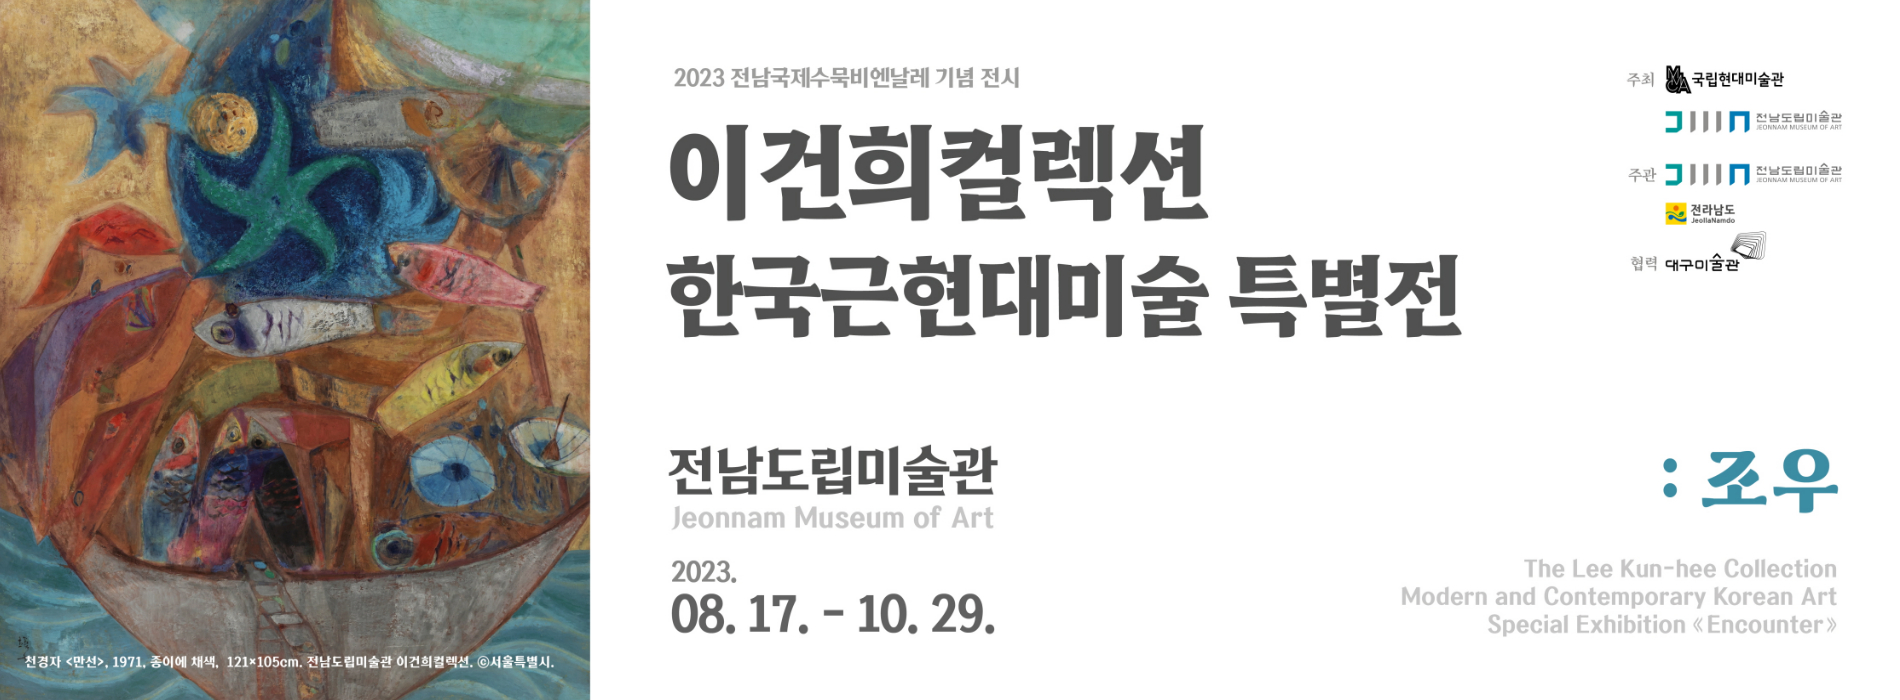 2023 전남국제수묵비엔날레 기념 전시
이건희컬렉션
한국근현대미술 특별전
전남도립미술관
Jeonnam Museum of Art
2023.
08. 17. - 10. 29.
주최 MMCA 국립현대미술관
전남도립미술관
JEONNAM MUSEUM OF ART
주관 전남도립미술관
JEONNAM MUSEUM OF ART
전라남도
JeollaNamdo
협력 대구미술관
: 조우
The Lee Kun-hee Collection
Modern and Contemporary Korean Art
Special Exhibition 《Encounter》
천경자 <만선>, 1971, 종이에 채색, 121×105cm. 전남도립미술관 이건희컬렉션. ©서울특별시.